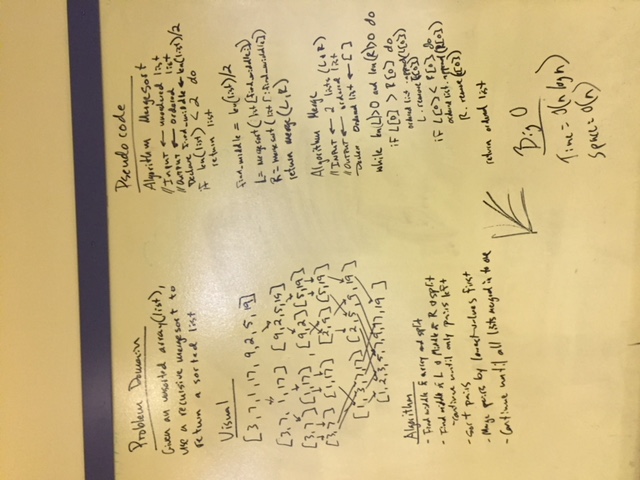 Problem Domain
Given an unsorted array(list),
use a recursive mergesort to
return a sorted list
Visual
[3,7,1,17, 9,2,5,19]
[3,7, 1,17] [9,2,5,19]
[3,7] [1,17] [9,2] [5,19]
[3,7] [1,17] [2,9] [5,19]
[1,3,7,17] [2,5,9,19]
[1,2,3,5,7,9,17,19]
Algorithm
- Find middle of array and split
- Find middle of L & Middle of R & split
- continue until only pairs left
- Sort pairs
- Merge pairs by lowest values first
- Continue until all lists merged in to one
Pseudocode
Algorithm MergeSort
// INPUT ← unordered list
// OUTPUT ← ordered list
Declare find_middle ← len(list)/2
if len(list) < 2 do
return list
find_middle = len(list)/2
L = mergesort(list[find_middle:])
R = mergesort(list[:find_middle])
return merge(L,R)
Algorithm Merge
// INPUT ← 2 lists (L & R)
// OUTPUT ← ordered list
Ordered list ← [ ]
while len(L)>0 and len(R)>0 do
if L[0] > R[0] do
ordered list.append(L[0])
L.remove([0])
if L[0] < R[0] do
ordered list.append(R[0])
R.remove([0])
return ordered list
Big O
Time = O(n log n)
Space = O(n)